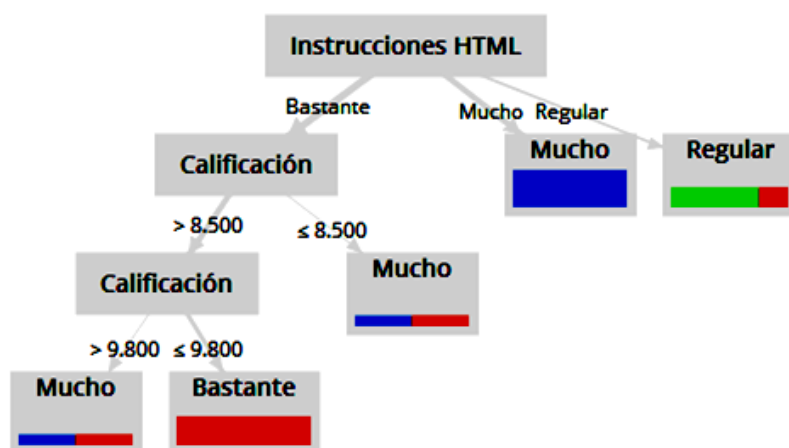 Instrucciones HTML
Bastante
Mucho Regular
Calificación
Mucho
Regular
> 8.500
≤ 8.500
Calificación
Mucho
> 9.800 ≤ 9.800
Mucho
Bastante